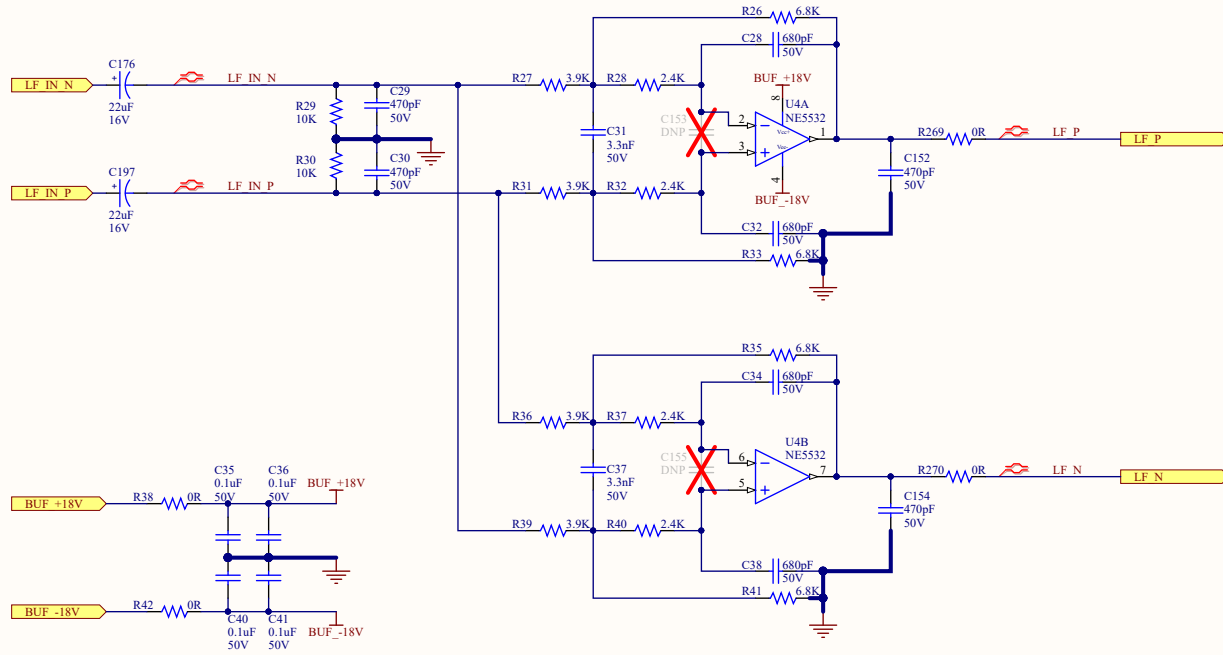 R26 6.8K
C28 680pF
50V
C176
LF_IN_N
LF_IN_N
22uF
16V
R27 3.9K R28 2.4K
BUF_+18V
8
R29
10K
C29
470pF
50V
C31
3.3nF
50V
C153
DNP
2
3
U4A
NE5532
Vcc+
Vcc-
1
R269 0R
LF_P
LF_P
R30
10K
C30
470pF
50V
C152
470pF
50V
C197
LF_IN_P
LF_IN_P
22uF
16V
R31 3.9K R32 2.4K
4
BUF_-18V
C32 680pF
50V
R33 6.8K
R35 6.8K
C34 680pF
50V
R36 3.9K R37 2.4K
C37
3.3nF
50V
C155
DNP
6
5
U4B
NE5532
7
R270 0R
LF_N
LF_N
C154
470pF
50V
R39 3.9K R40 2.4K
C38 680pF
50V
R41 6.8K
C35
0.1uF
50V
C36
0.1uF
50V
BUF_+18V
BUF_+18V
R38 0R
BUF_-18V
R42 0R
C40
0.1uF
50V
C41
0.1uF
50V
BUF_-18V